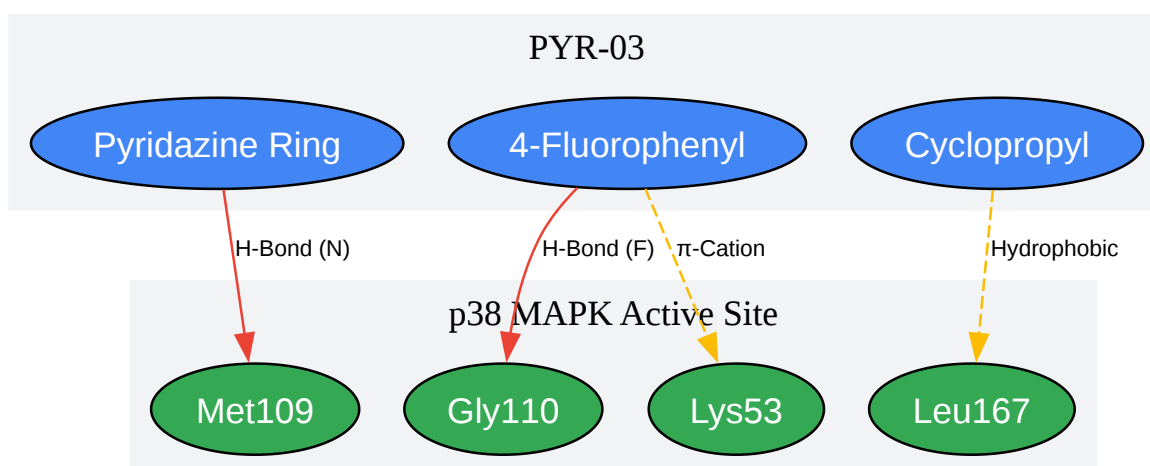 PYR-03
Pyridazine Ring
4-Fluorophenyl
Cyclopropyl
H-Bond (N)
H-Bond (F)
π-Cation
Hydrophobic
p38 MAPK Active Site
Met109
Gly110
Lys53
Leu167